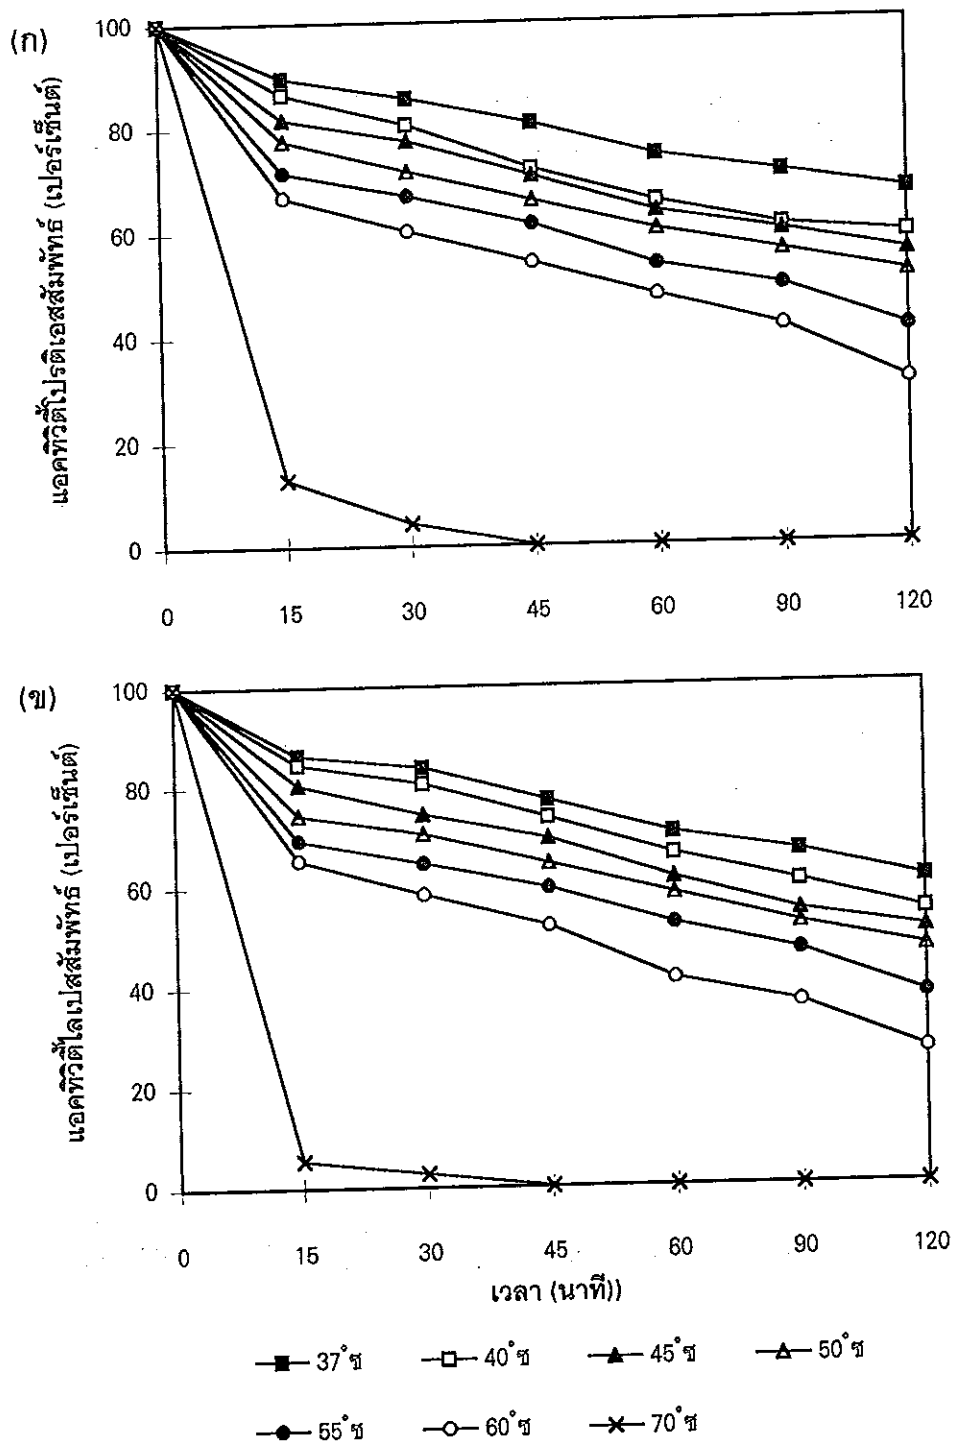 (ก)
แอคทิวิตี้โปรติเอสสัมพัทธ์ (เปอร์เซ็นต์)
100
80
60
40
20
0
0 15 30 45 60 90 120
(ข)
แอคทิวิตี้ไลเปสสัมพัทธ์ (เปอร์เซ็นต์)
100
80
60
40
20
0
0 15 30 45 60 90 120
เวลา (นาที))
37°ซ 40°ซ 45°ซ 50°ซ
55°ซ 60°ซ 70°ซ